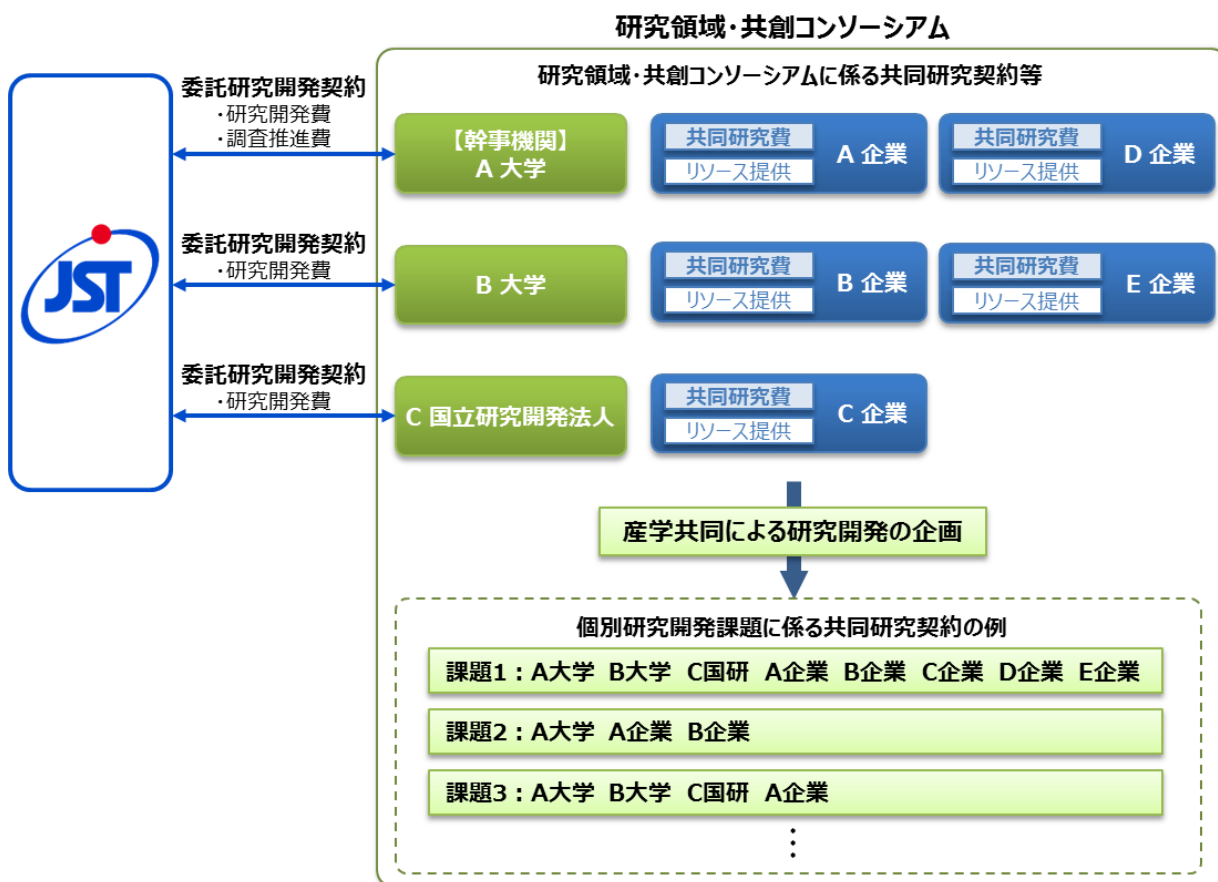 研究領域・共創コンソーシアム
研究領域・共創コンソーシアムに係る共同研究契約等
委託研究開発契約
・研究開発費
・調査推進費
【幹事機関】
A 大学
共同研究費
リソース提供
A 企業
共同研究費
リソース提供
D 企業
JST
委託研究開発契約
・研究開発費
B 大学
共同研究費
リソース提供
B 企業
共同研究費
リソース提供
E 企業
委託研究開発契約
・研究開発費
C 国立研究開発法人
共同研究費
リソース提供
C 企業
産学共同による研究開発の企画
個別研究開発課題に係る共同研究契約の例
課題1：A大学 B大学 C国研 A企業 B企業 C企業 D企業 E企業
課題2：A大学 A企業 B企業
課題3：A大学 B大学 C国研 A企業
⋮